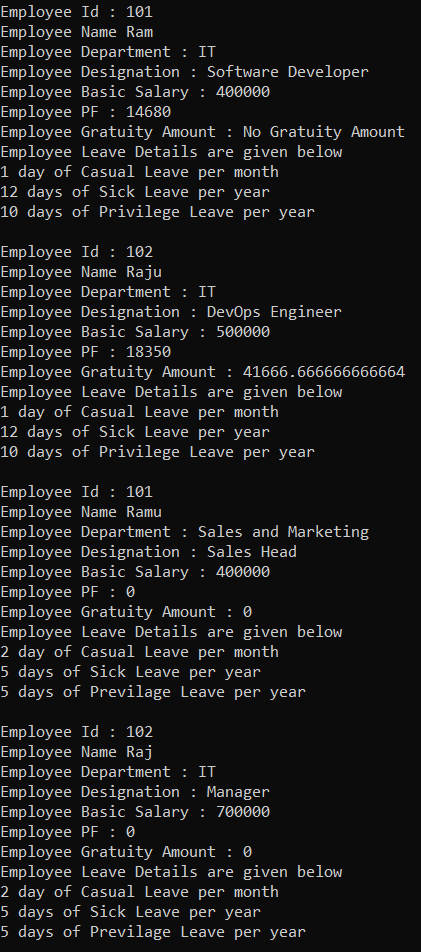 Employee Id : 101
Employee Name Ram
Employee Department : IT
Employee Designation : Software Developer
Employee Basic Salary : 400000
Employee PF : 14680
Employee Gratuity Amount : No Gratuity Amount
Employee Leave Details are given below
1 day of Casual Leave per month
12 days of Sick Leave per year
10 days of Privilege Leave per year
Employee Id : 102
Employee Name Raju
Employee Department : IT
Employee Designation : DevOps Engineer
Employee Basic Salary : 500000
Employee PF : 18350
Employee Gratuity Amount : 41666.666666666664
Employee Leave Details are given below
1 day of Casual Leave per month
12 days of Sick Leave per year
10 days of Privilege Leave per year
Employee Id : 101
Employee Name Ramu
Employee Department : Sales and Marketing
Employee Designation : Sales Head
Employee Basic Salary : 400000
Employee PF : 0
Employee Gratuity Amount : 0
Employee Leave Details are given below
2 day of Casual Leave per month
5 days of Sick Leave per year
5 days of Previlage Leave per year
Employee Id : 102
Employee Name Raj
Employee Department : IT
Employee Designation : Manager
Employee Basic Salary : 700000
Employee PF : 0
Employee Gratuity Amount : 0
Employee Leave Details are given below
2 day of Casual Leave per month
5 days of Sick Leave per year
5 days of Previlage Leave per year